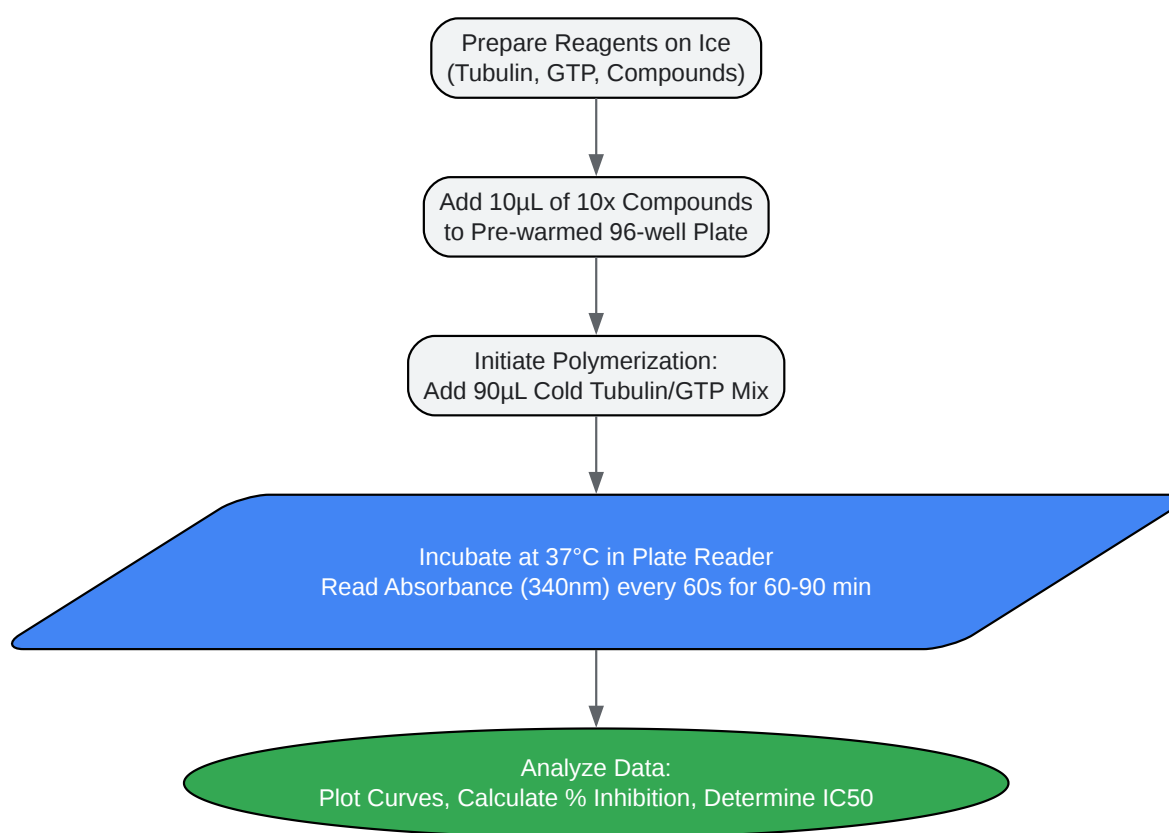 Prepare Reagents on Ice
(Tubulin, GTP, Compounds)
Add 10µL of 10x Compounds
to Pre-warmed 96-well Plate
Initiate Polymerization:
Add 90µL Cold Tubulin/GTP Mix
Incubate at 37°C in Plate Reader
Read Absorbance (340nm) every 60s for 60-90 min
Analyze Data:
Plot Curves, Calculate % Inhibition, Determine IC50